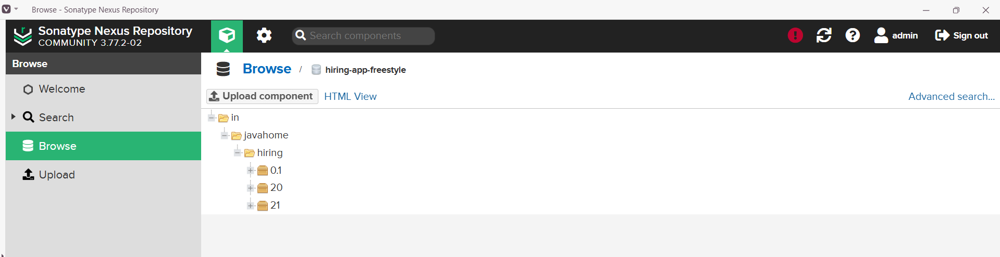 Browse - Sonatype Nexus Repository
Sonatype Nexus Repository
COMMUNITY 3.77.2-02
Search components
admin
Sign out
Browse
Welcome
Search
Browse
Upload
Browse / hiring-app-freestyle
Upload component
HTML View
Advanced search...
in
javahome
hiring
0.1
20
21